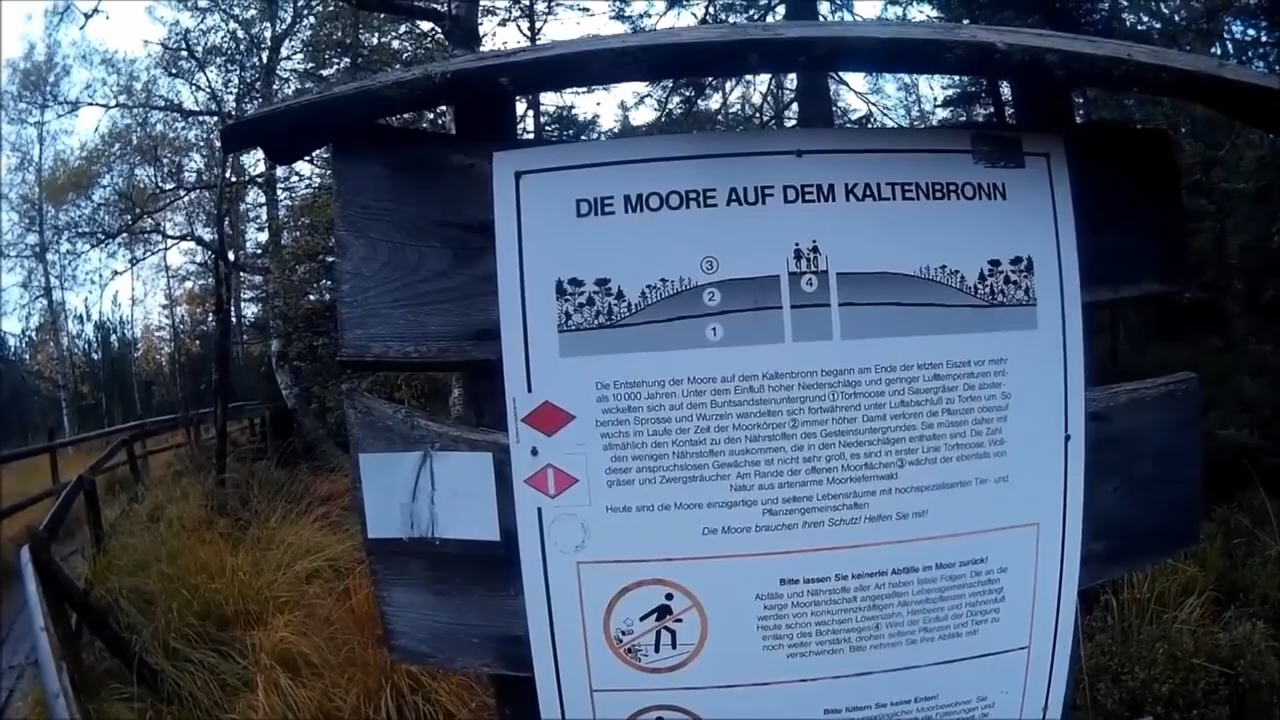 DIE MOORE AUF DEM KALTENBRONN
③
④
②
①
Die Entstehung der Moore auf dem Kaltenbronn begann am Ende der letzten Eiszeit vor mehr
als 10000 Jahren. Unter dem Einfluß hoher Niederschläge und geringer Lufttemperaturen ent-
wickelten sich auf dem Buntsandsteinuntergrund ① Torfmoose und Sauergräser. Die abster-
benden Sprosse und Wurzeln wandelten sich fortwährend unter Luftabschluß zu Torfen um. So
wuchs im Laufe der Zeit der Moorkörper ② immer höher. Damit verloren die Pflanzen obenauf
allmählich den Kontakt zu den Nährstoffen des Gesteinsuntergrundes. Sie müssen daher mit
den wenigen Nährstoffen auskommen, die in den Niederschlägen enthalten sind. Die Zahl
dieser anspruchslosen Gewächse ist nicht sehr groß, es sind in erster Linie Torfmoose, Woll-
gräser und Zwergsträucher. Am Rande der offenen Moorflächen ③ wächst der ebenfalls von
Natur aus artenarme Moorkiefernwald.
Heute sind die Moore einzigartige und seltene Lebensräume mit hochspezialisierten Tier- und
Pflanzengemeinschaften.
Die Moore brauchen Ihren Schutz! Helfen Sie mit!
Bitte lassen Sie keinerlei Abfälle im Moor zurück!
Abfälle und Nährstoffe aller Art haben fatale Folgen. Die an die
karge Moorlandschaft angepaßten Lebensgemeinschaften
werden von konkurrenzkräftigen Allerweltspflanzen verdrängt.
Heute schon wachsen Löwenzahn, Himbeere und Hahnenfuß
entlang des Bohlenweges ④. Wird der Einfluß der Düngung
noch weiter verstärkt, drohen seltene Pflanzen und Tiere zu
verschwinden. Bitte nehmen Sie Ihre Abfälle mit!
Bitte füttern Sie keine Enten!
ursprünglicher Moorbewohner. Sie
die Fütterungen und